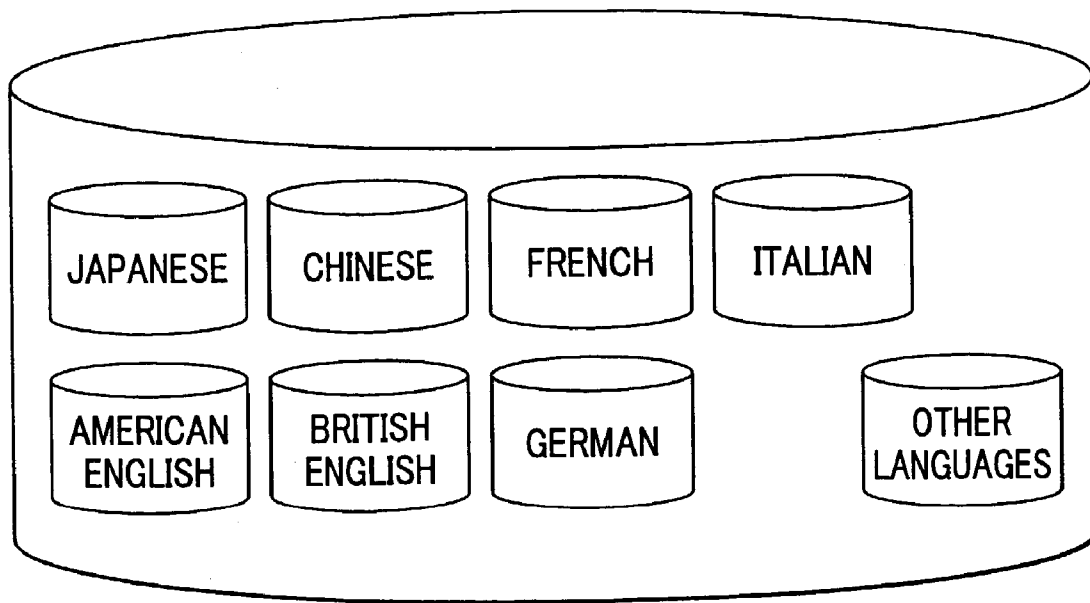 JAPANESE
CHINESE
FRENCH
ITALIAN
AMERICAN
ENGLISH
BRITISH
ENGLISH
GERMAN
OTHER
LANGUAGES